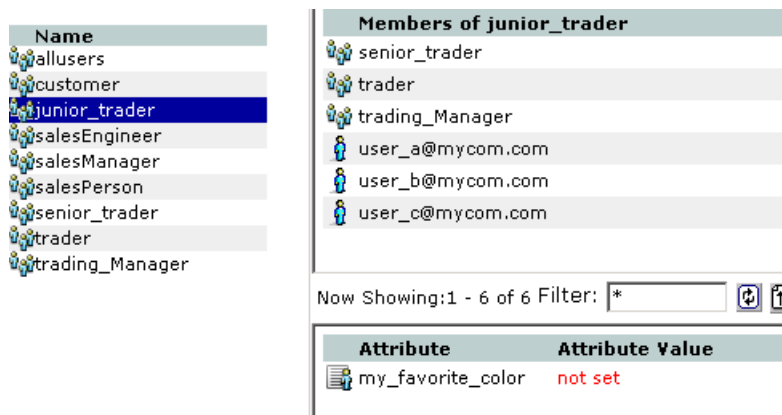 Name
allusers
customer
junior_trader
salesEngineer
salesManager
salesPerson
senior_trader
trader
trading_Manager
Members of junior_trader
senior_trader
trader
trading_Manager
user_a@mycom.com
user_b@mycom.com
user_c@mycom.com
Now Showing:1 - 6 of 6 Filter: *
Attribute Attribute Value
my_favorite_color not set